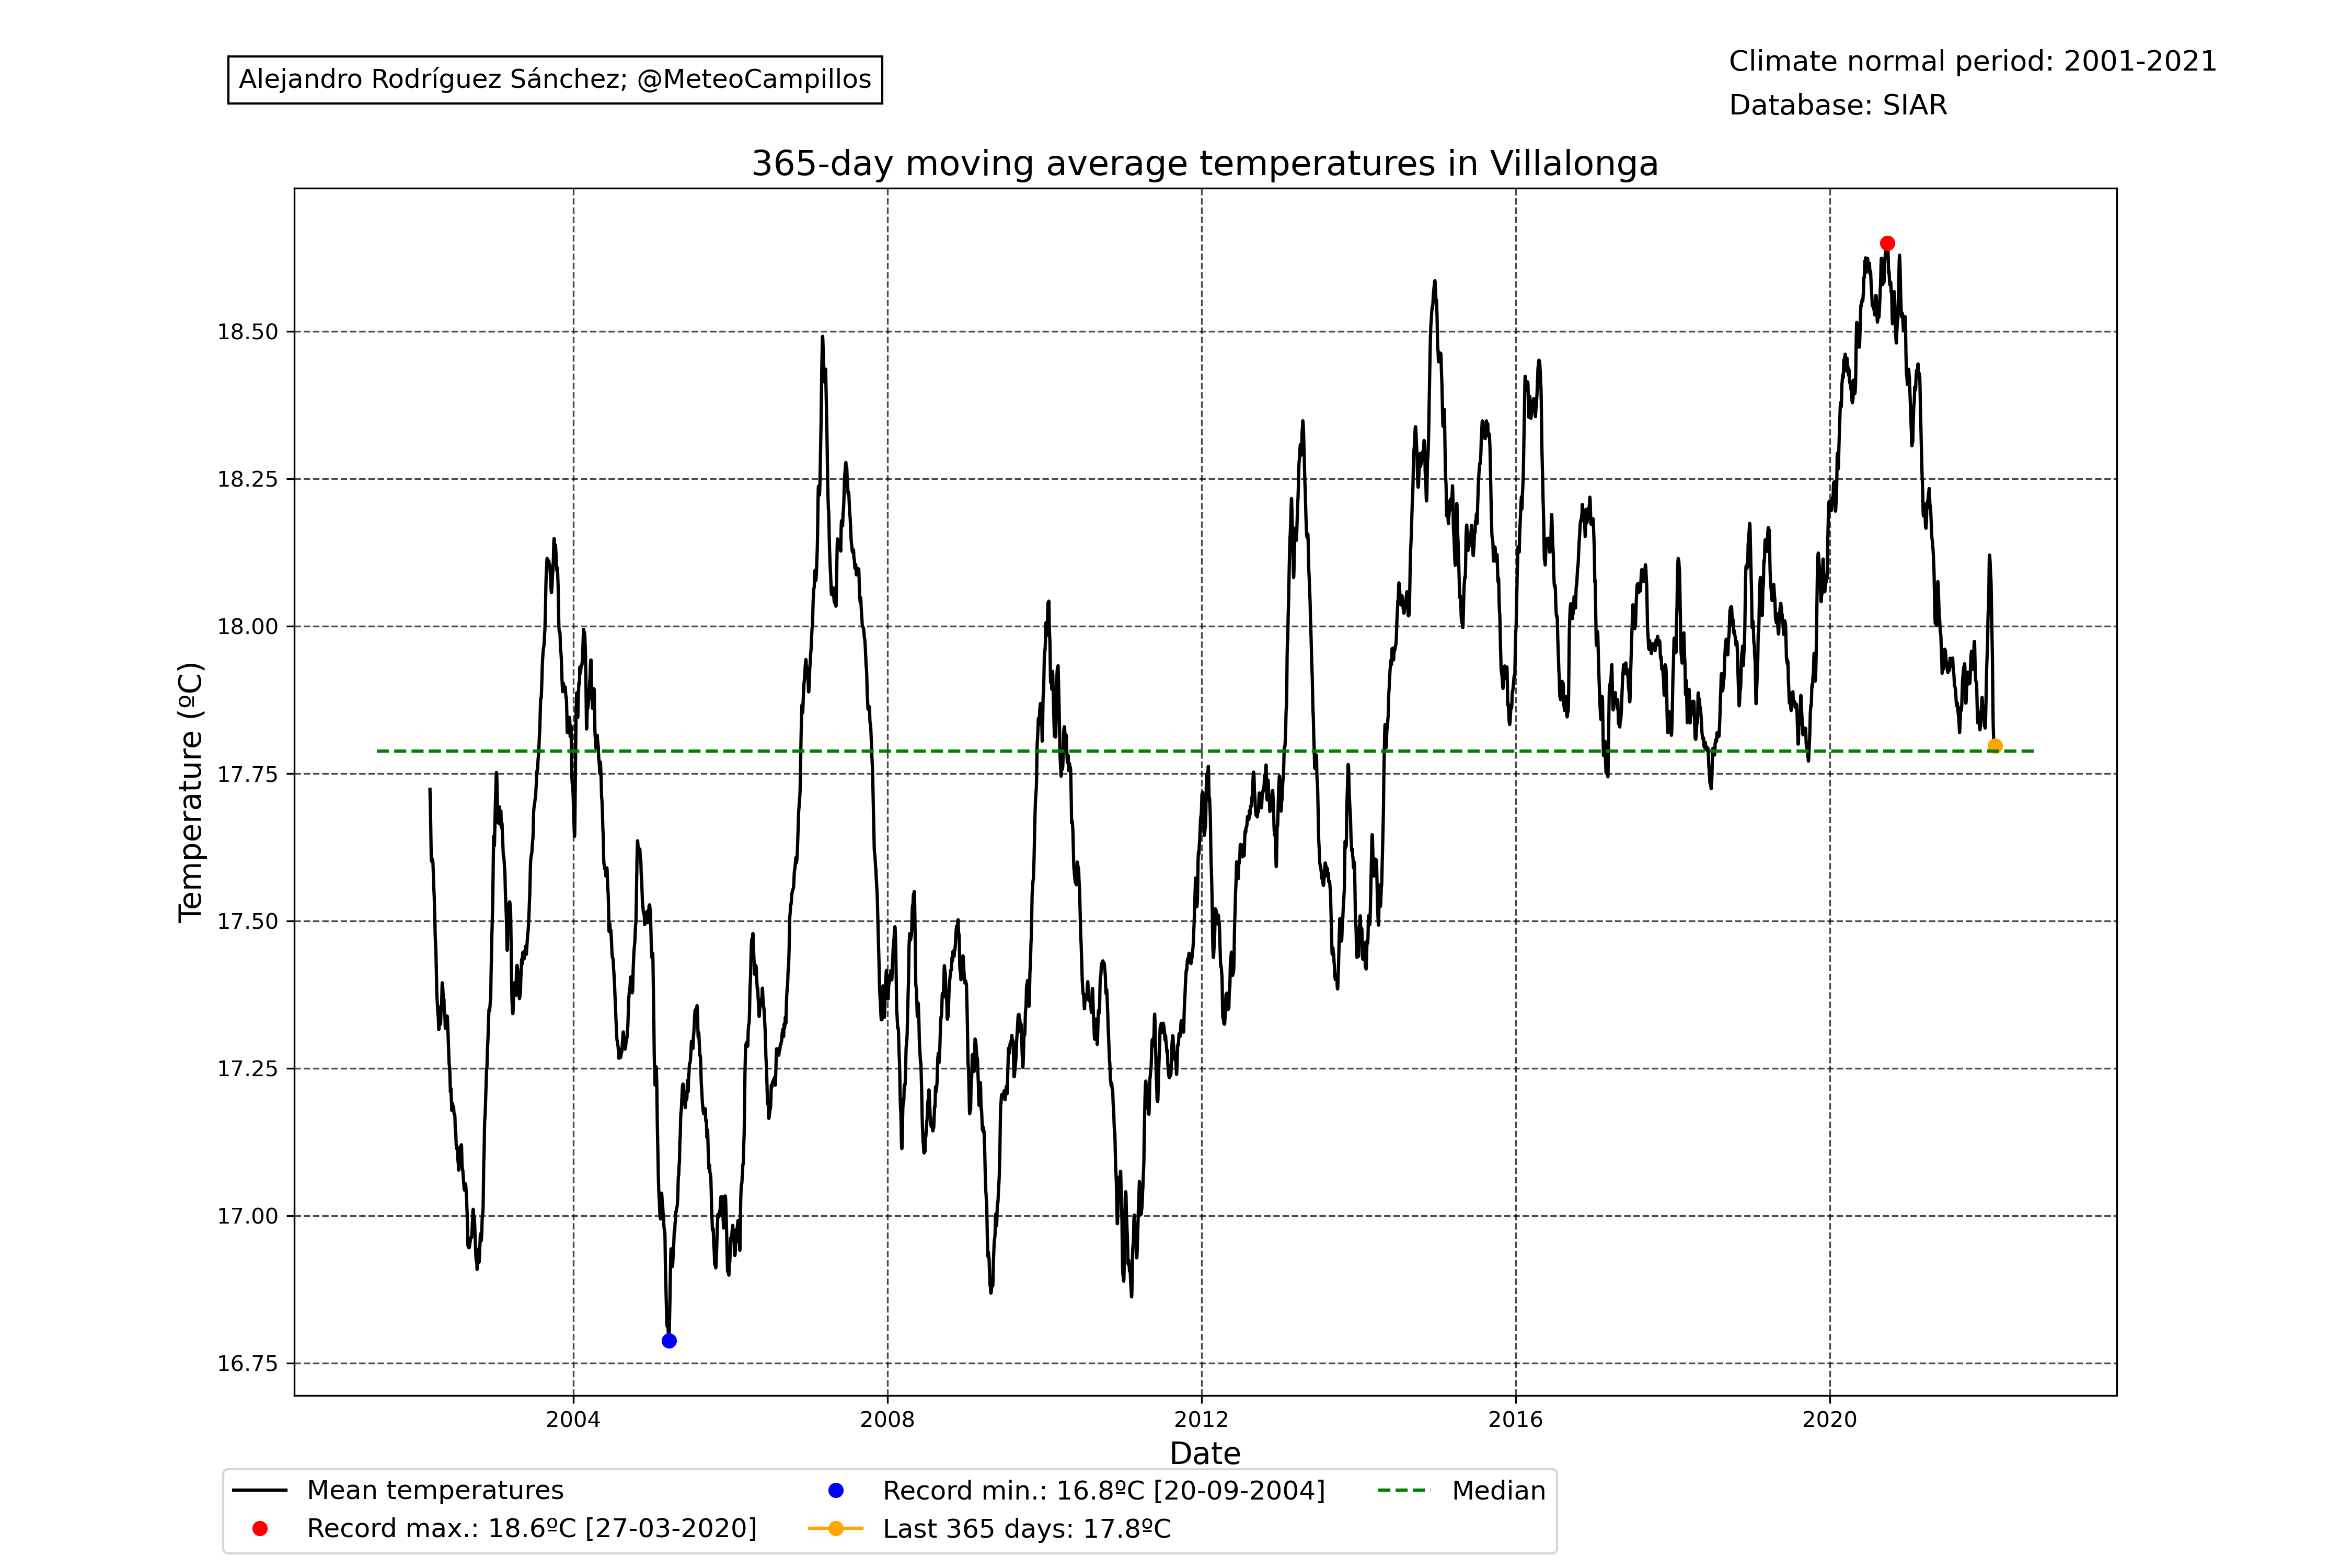 Alejandro Rodríguez Sánchez; @MeteoCampillos
Climate normal period: 2001-2021
Database: SIAR
365-day moving average temperatures in Villalonga
Temperature (ºC)
18.50
18.25
18.00
17.75
17.50
17.25
17.00
16.75
2004
2008
2012
2016
2020
Date
Mean temperatures
Record max.: 18.6ºC [27-03-2020]
Record min.: 16.8ºC [20-09-2004]
Last 365 days: 17.8ºC
Median